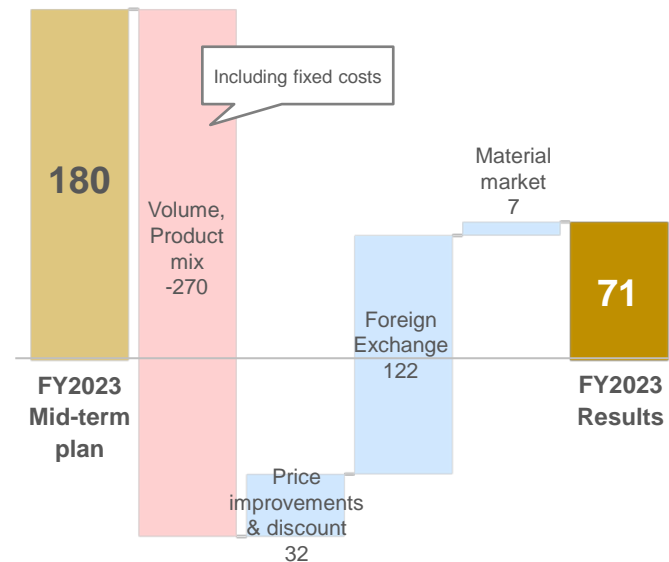 180
FY2023
Mid-term
plan
Including fixed costs
Volume,
Product
mix
-270
Price
improvements
& discount
32
Foreign
Exchange
122
Material
market
7
71
FY2023
Results